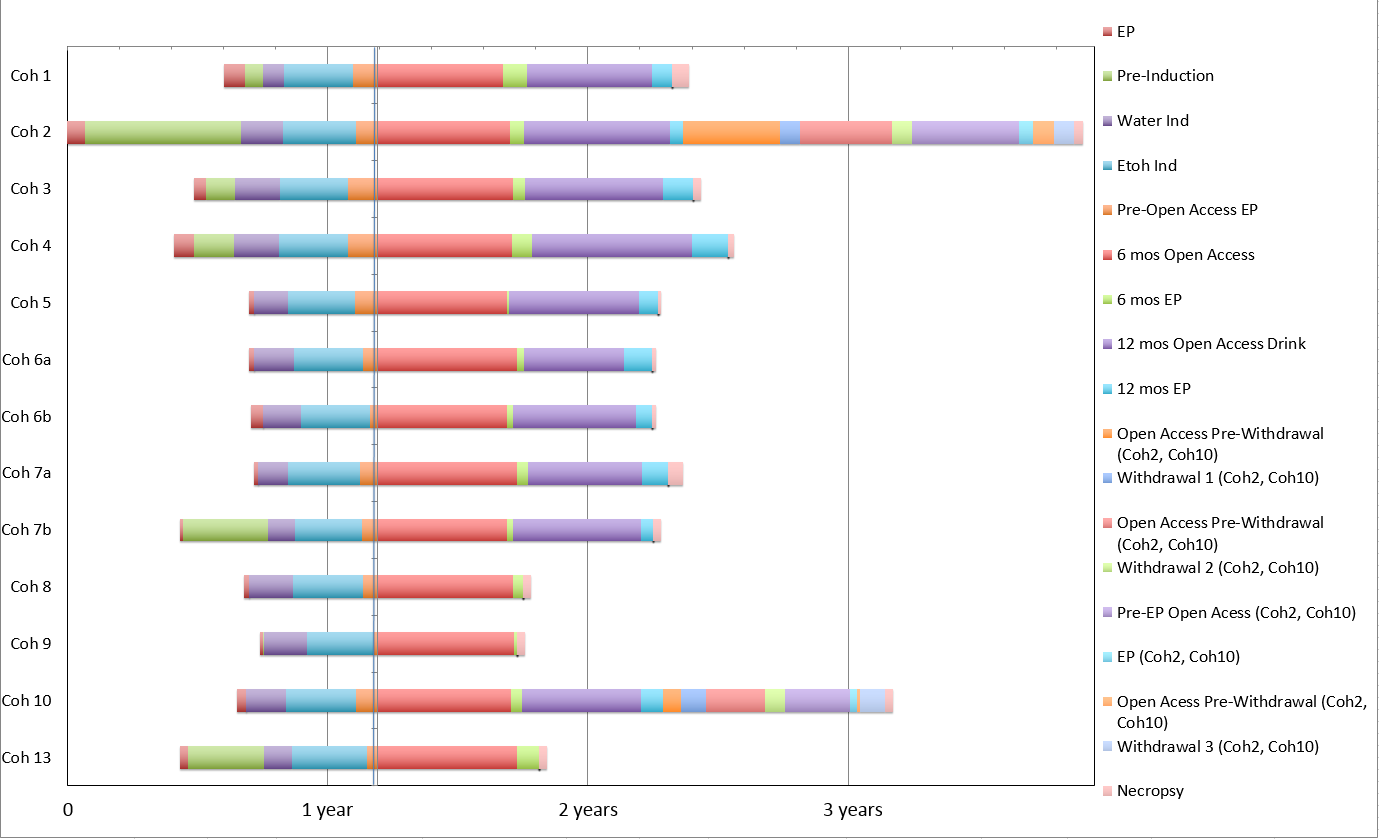 Coh 1
Coh 2
Coh 3
Coh 4
Coh 5
Coh 6a
Coh 6b
Coh 7a
Coh 7b
Coh 8
Coh 9
Coh 10
Coh 13
0
1 year
2 years
3 years
EP
Pre-Induction
Water Ind
Etoh Ind
Pre-Open Access EP
6 mos Open Access
6 mos EP
12 mos Open Access Drink
12 mos EP
Open Access Pre-Withdrawal
(Coh2, Coh10)
Withdrawal 1 (Coh2, Coh10)
Open Access Pre-Withdrawal
(Coh2, Coh10)
Withdrawal 2 (Coh2, Coh10)
Pre-EP Open Acess (Coh2, Coh10)
EP (Coh2, Coh10)
Open Acess Pre-Withdrawal (Coh2,
Coh10)
Withdrawal 3 (Coh2, Coh10)
Necropsy